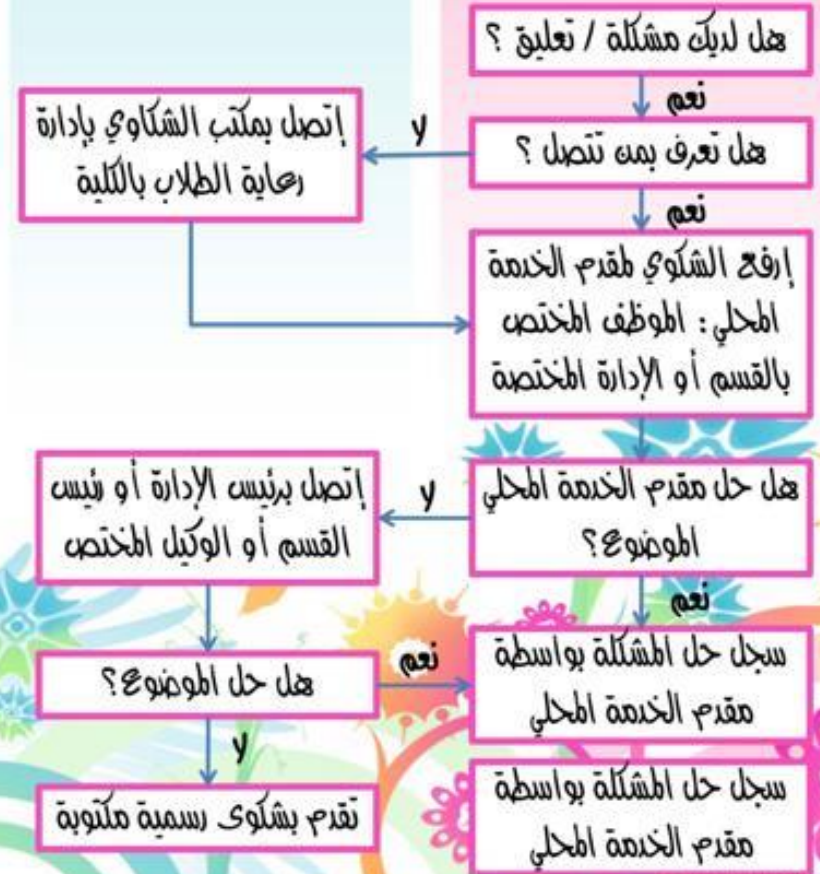 هل لديك مشكلة / تعليق ؟
نعم
هل تعرف بمن تتصل ؟
لا
إتصل بمكتب الشكاوي بإدارة
رعاية الطلاب بالكلية
نعم
إرفع الشكوي لمقدم الخدمة
المحلي: الموظف المختص
بالقسم أو الإدارة المختصة
هل حل مقدم الخدمة المحلي
الموضوع؟
لا
إتصل برئيس الإدارة أو رئيس
القسم أو الوكيل المختص
نعم
سجل حل المشكلة بواسطة
مقدم الخدمة المحلي
هل حل الموضوع؟
نعم
لا
تقدم بشكوى رسمية مكتوبة
سجل حل المشكلة بواسطة
مقدم الخدمة المحلي